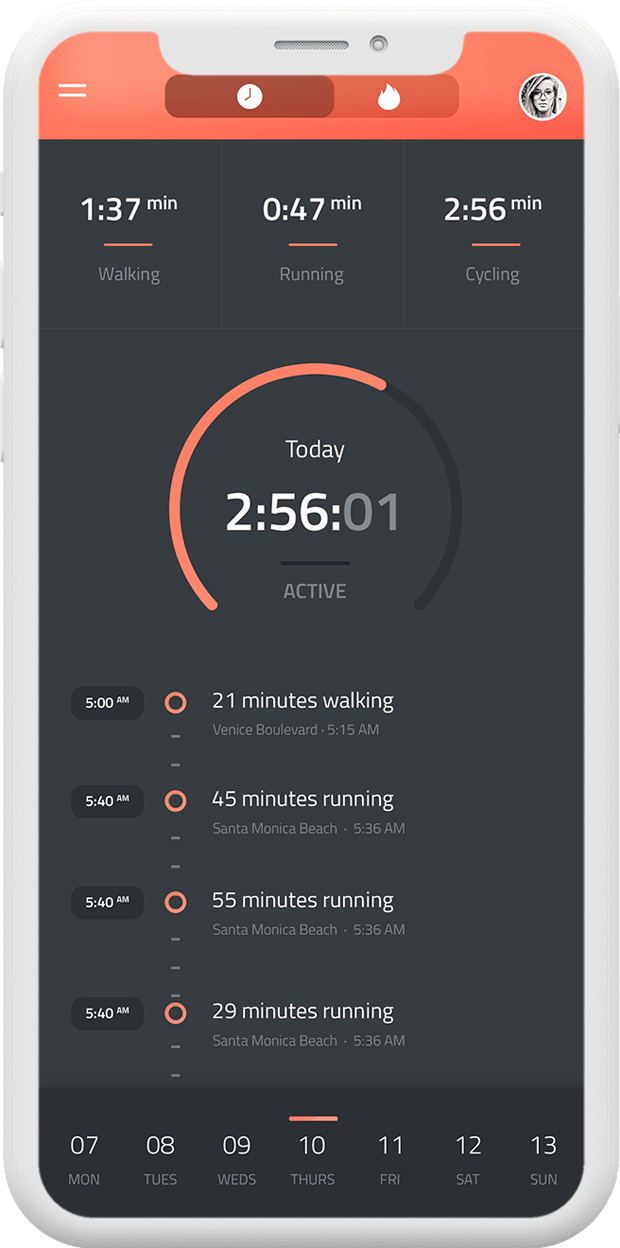 1:37 min
0:47 min
2:56 min
Walking
Running
Cycling
Today
2:56:01
ACTIVE
5:00 AM
21 minutes walking
Venice Boulevard · 5:15 AM
5:40 AM
45 minutes running
Santa Monica Beach · 5:36 AM
5:40 AM
55 minutes running
Santa Monica Beach · 5:36 AM
5:40 AM
29 minutes running
Santa Monica Beach · 5:36 AM
07 08 09 10 11 12 13
MON TUES WEDS THURS FRI SAT SUN